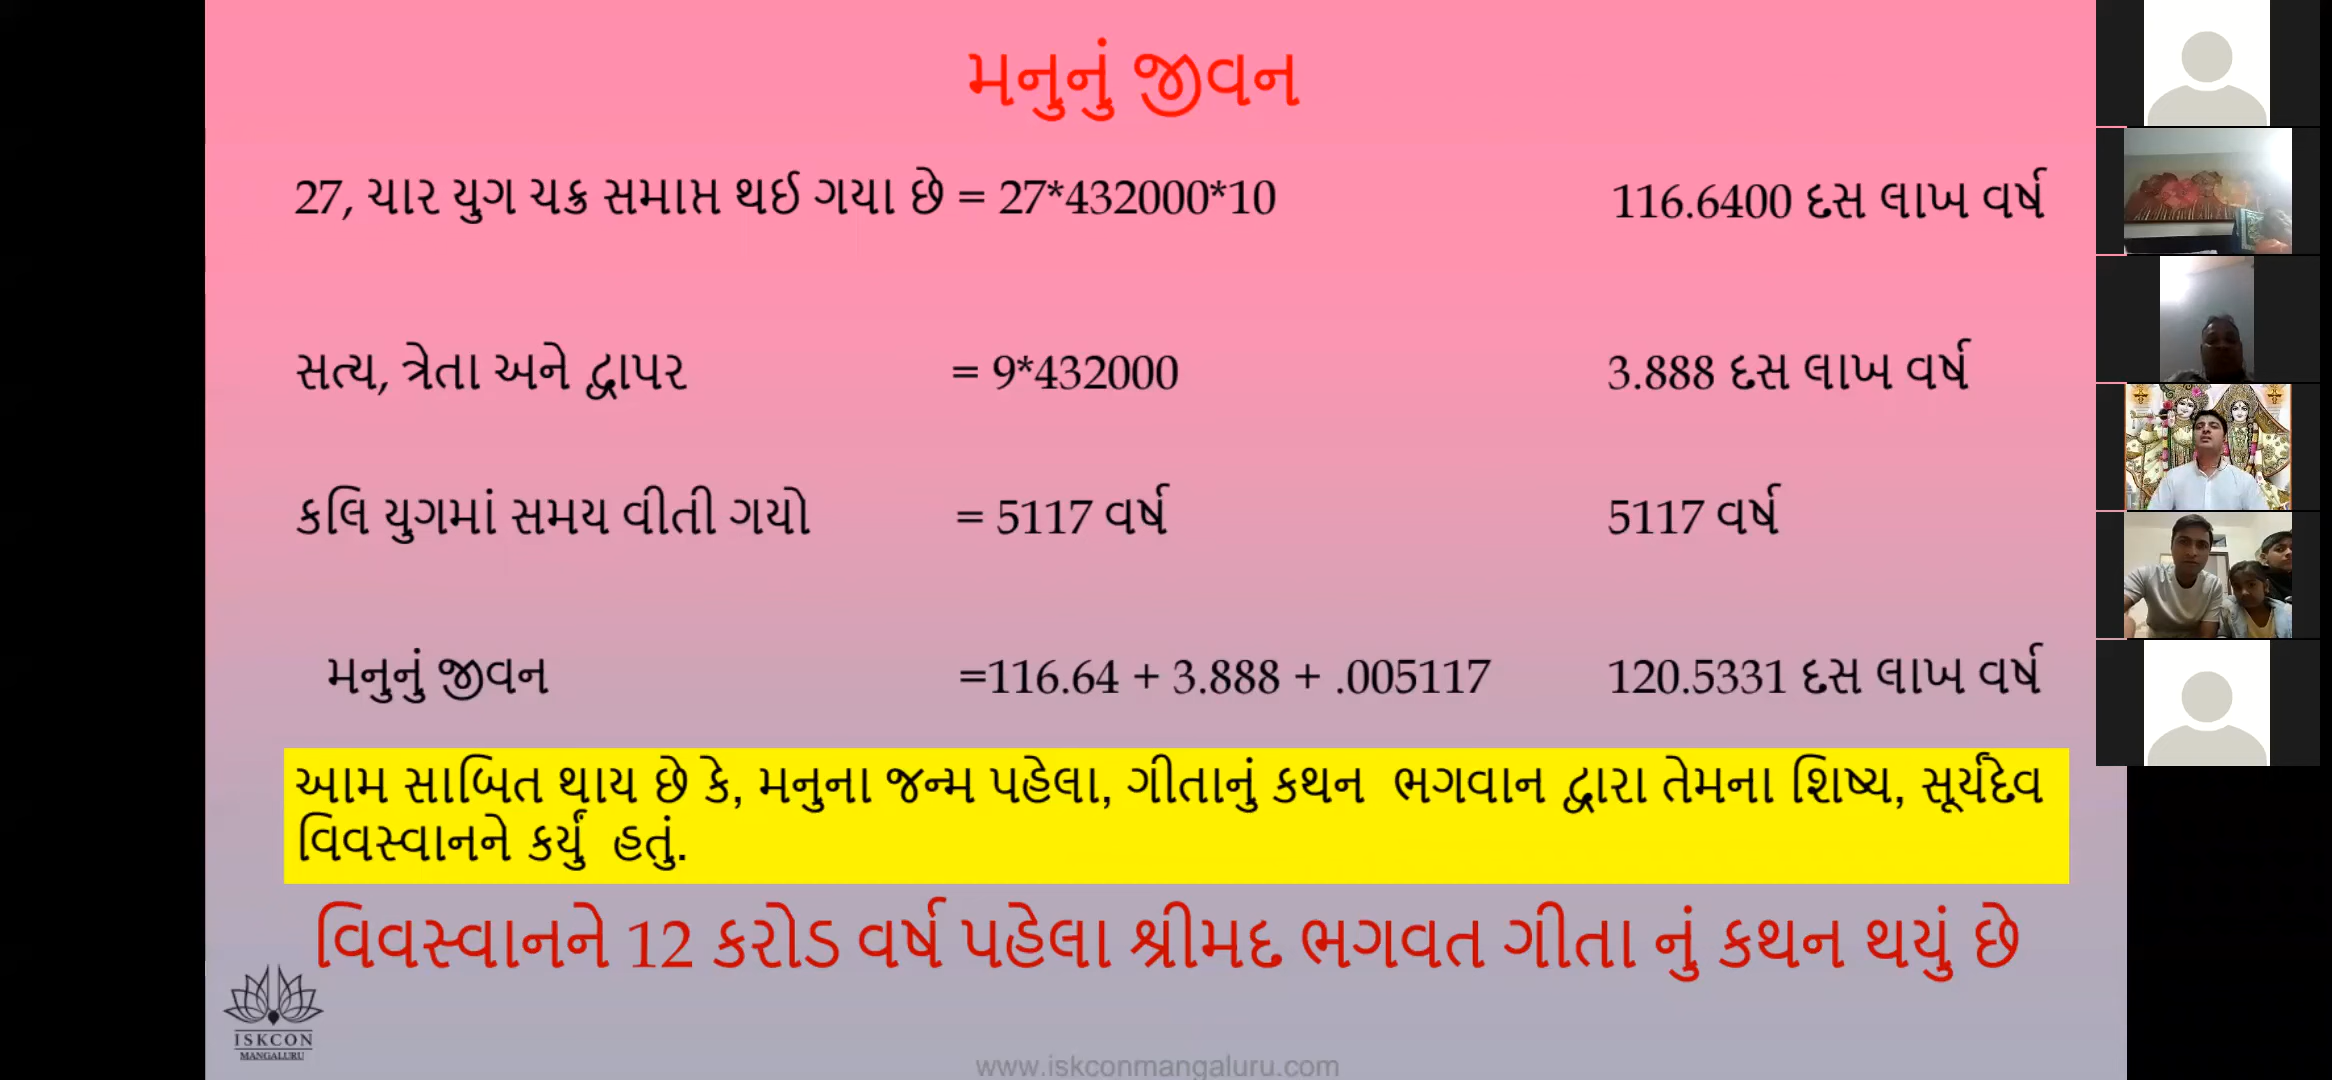 મનુનું જીવન
27, ચાર યુગ ચક્ર સમાપ્ત થઈ ગયા છે = 27*432000*10 116.6400 દસ લાખ વર્ષ
સત્ય, ત્રેતા અને દ્વાપર = 9*432000 3.888 દસ લાખ વર્ષ
કલિ યુગમાં સમય વીતી ગયો = 5117 વર્ષ 5117 વર્ષ
મનુનું જીવન =116.64 + 3.888 + .005117 120.5331 દસ લાખ વર્ષ
આમ સાબિત થાય છે કે, મનુના જન્મ પહેલા, ગીતાનું કથન ભગવાન દ્વારા તેમના શિષ્ય, સૂર્યદેવ
વિવસ્વાનને કર્યું હતું.
વિવસ્વાનને 12 કરોડ વર્ષ પહેલા શ્રીમદ ભગવત ગીતા નું કથન થયું છે
ISKCON
MANGALURU
www.iskconmangaluru.com